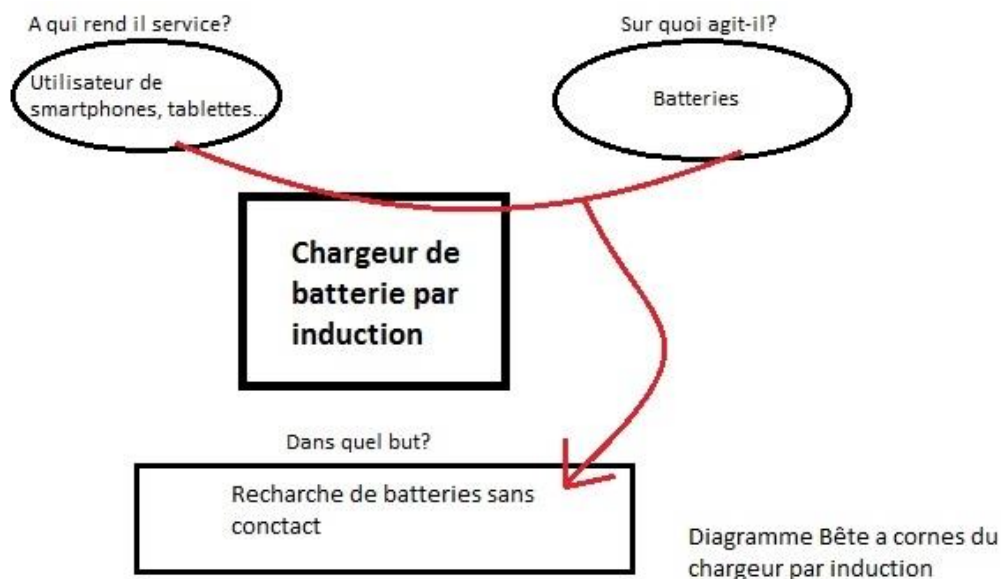 A qui rend il service?
Sur quoi agit-il?
Utilisateur de
smartphones, tablettes...
Batteries
Chargeur de
batterie par
induction
Dans quel but?
Recharche de batteries sans
conctact
Diagramme Bête a cornes du
chargeur par induction